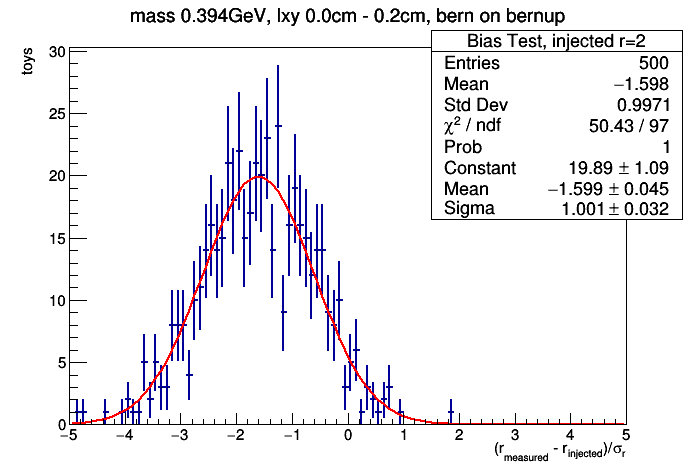 mass 0.394GeV, lxy 0.0cm - 0.2cm, bern on bernup
Bias Test, injected r=2
Entries 500
Mean −1.598
Std Dev 0.9971
χ² / ndf 50.43 / 97
Prob 1
Constant 19.89 ± 1.09
Mean −1.599 ± 0.045
Sigma 1.001 ± 0.032
toys
30
25
20
15
10
5
0
−5 −4 −3 −2 −1 0 1 2 3 4 5
(r_measured - r_injected)/σ_r